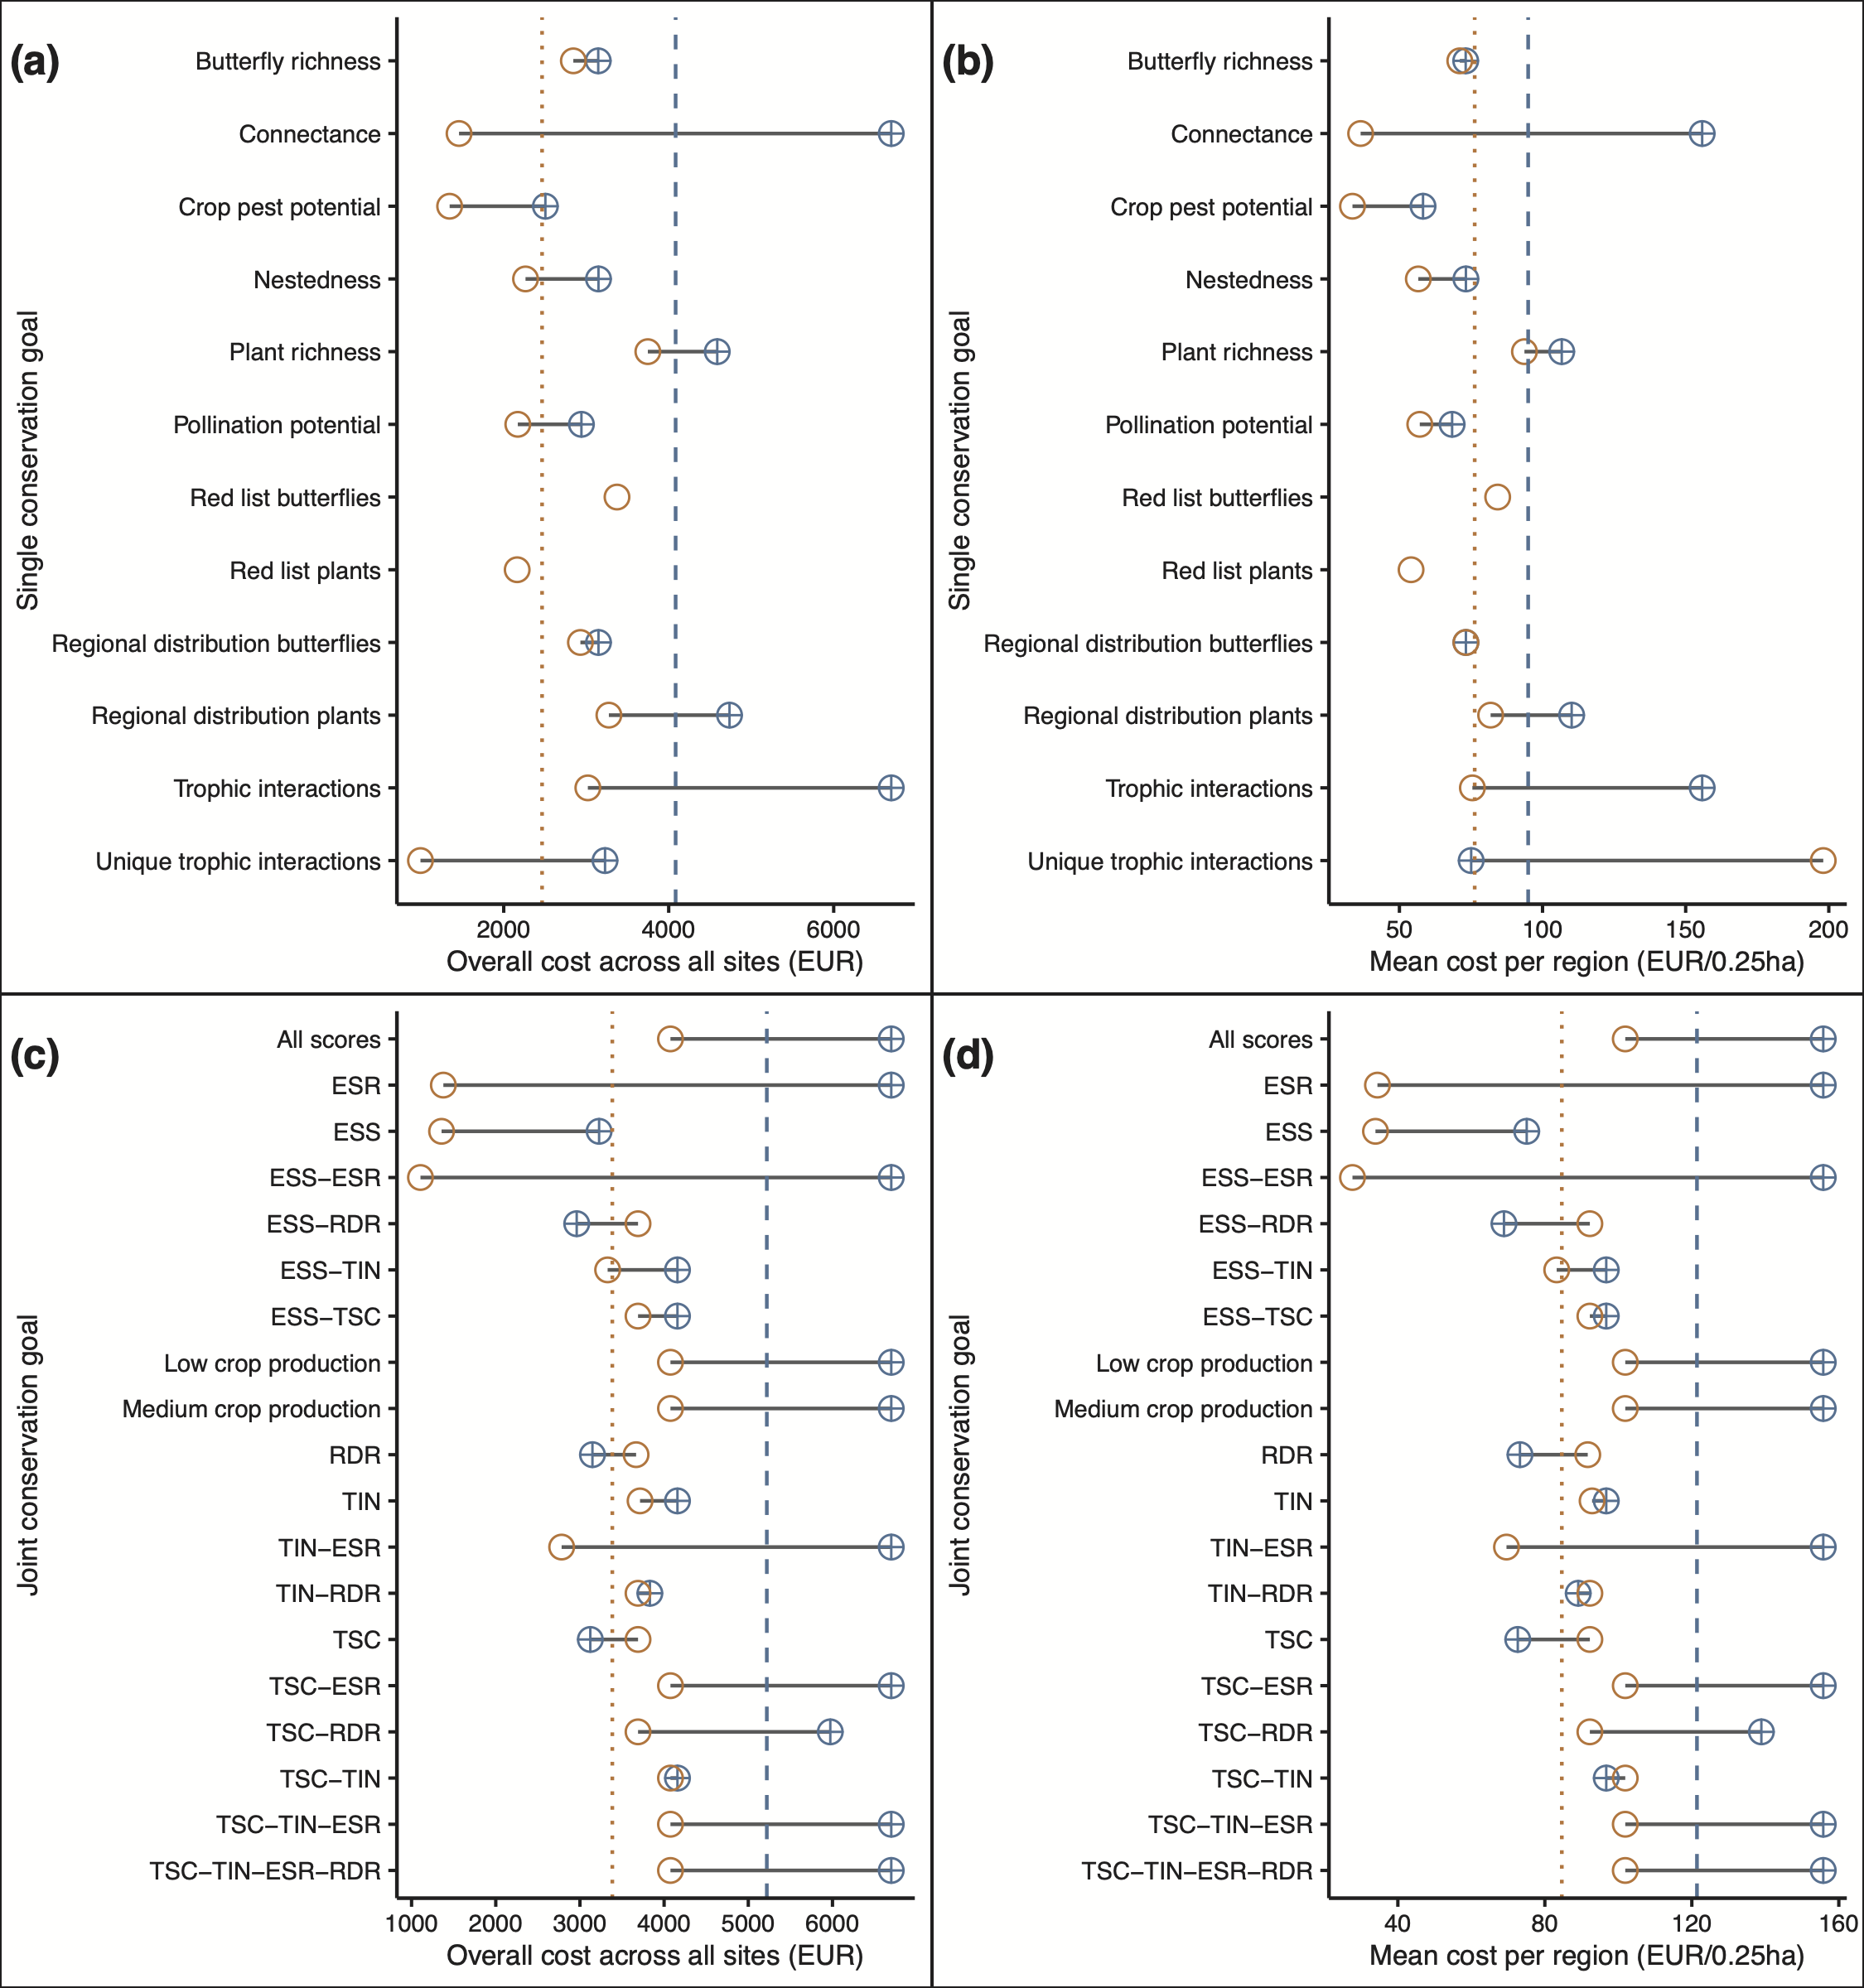 (a)
Single conservation goal
Butterfly richness
Connectance
Crop pest potential
Nestedness
Plant richness
Pollination potential
Red list butterflies
Red list plants
Regional distribution butterflies
Regional distribution plants
Trophic interactions
Unique trophic interactions
2000 4000 6000
Overall cost across all sites (EUR)
(b)
Single conservation goal
Butterfly richness
Connectance
Crop pest potential
Nestedness
Plant richness
Pollination potential
Red list butterflies
Red list plants
Regional distribution butterflies
Regional distribution plants
Trophic interactions
Unique trophic interactions
50 100 150 200
Mean cost per region (EUR/0.25ha)
(c)
Joint conservation goal
All scores
ESR
ESS
ESS−ESR
ESS−RDR
ESS−TIN
ESS−TSC
Low crop production
Medium crop production
RDR
TIN
TIN−ESR
TIN−RDR
TSC
TSC−ESR
TSC−RDR
TSC−TIN
TSC−TIN−ESR
TSC−TIN−ESR−RDR
1000 2000 3000 4000 5000 6000
Overall cost across all sites (EUR)
(d)
Joint conservation goal
All scores
ESR
ESS
ESS−ESR
ESS−RDR
ESS−TIN
ESS−TSC
Low crop production
Medium crop production
RDR
TIN
TIN−ESR
TIN−RDR
TSC
TSC−ESR
TSC−RDR
TSC−TIN
TSC−TIN−ESR
TSC−TIN−ESR−RDR
40 80 120 160
Mean cost per region (EUR/0.25ha)